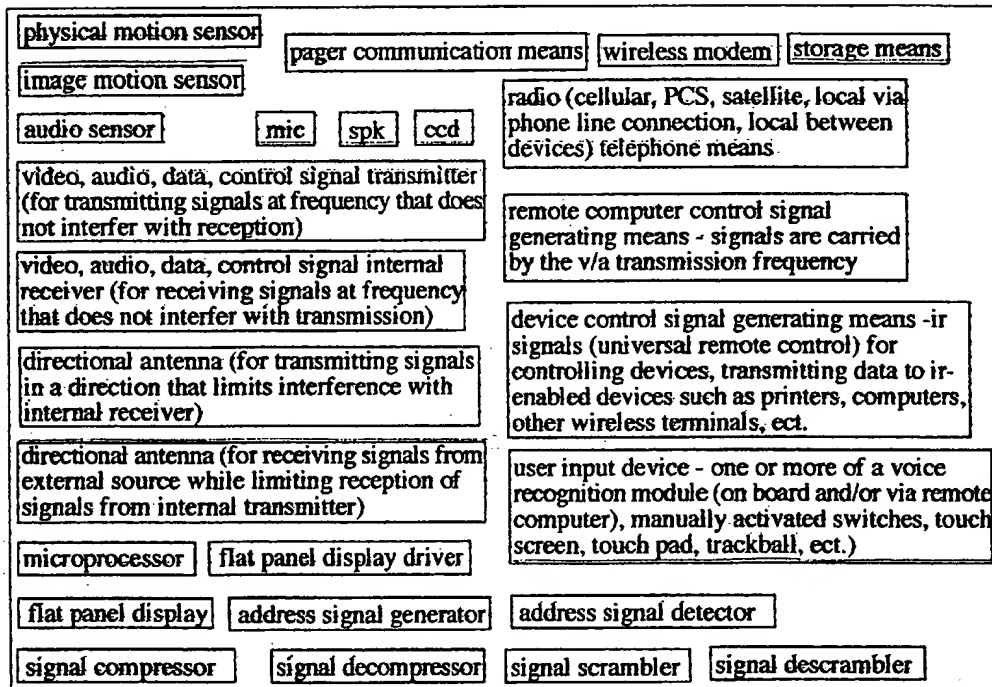 physical motion sensor
pager communication means
wireless modem
storage means
image motion sensor
audio sensor
mic
spk
ccd
radio (cellular, PCS, satellite, local via
phone line connection, local between
devices) telephone means
video, audio, data, control signal transmitter
(for transmitting signals at frequency that does
not interfer with reception)
remote computer control signal
generating means - signals are carried
by the v/a transmission frequency
video, audio, data, control signal internal
receiver (for receiving signals at frequency
that does not interfer with transmission)
device control signal generating means -ir
signals (universal remote control) for
controlling devices, transmitting data to ir-
enabled devices such as printers, computers,
other wireless terminals, ect.
directional antenna (for transmitting signals
in a direction that limits interference with
internal receiver)
directional antenna (for receiving signals from
external source while limiting reception of
signals from internal transmitter)
user input device - one or more of a voice
recognition module (on board and/or via remote
computer), manually activated switches, touch
screen, touch pad, trackball, ect.)
microprocessor
flat panel display driver
flat panel display
address signal generator
address signal detector
signal compressor
signal decompressor
signal scrambler
signal descrambler